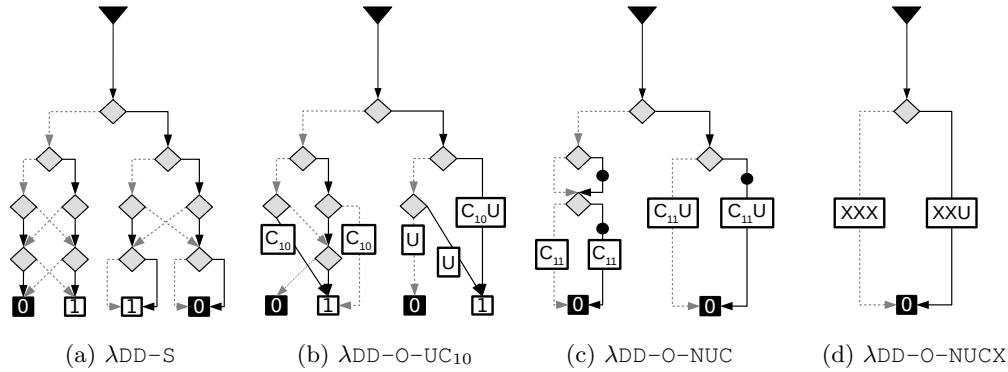 C₁₀ C₁₀ U U C₁₀U
C₁₁ C₁₁ C₁₁U C₁₁U
XXX XXU
0 1 1 0 0 1 0 1 0 0 0
(a) λDD-S (b) λDD-O-UC₁₀ (c) λDD-O-NUC (d) λDD-O-NUCX